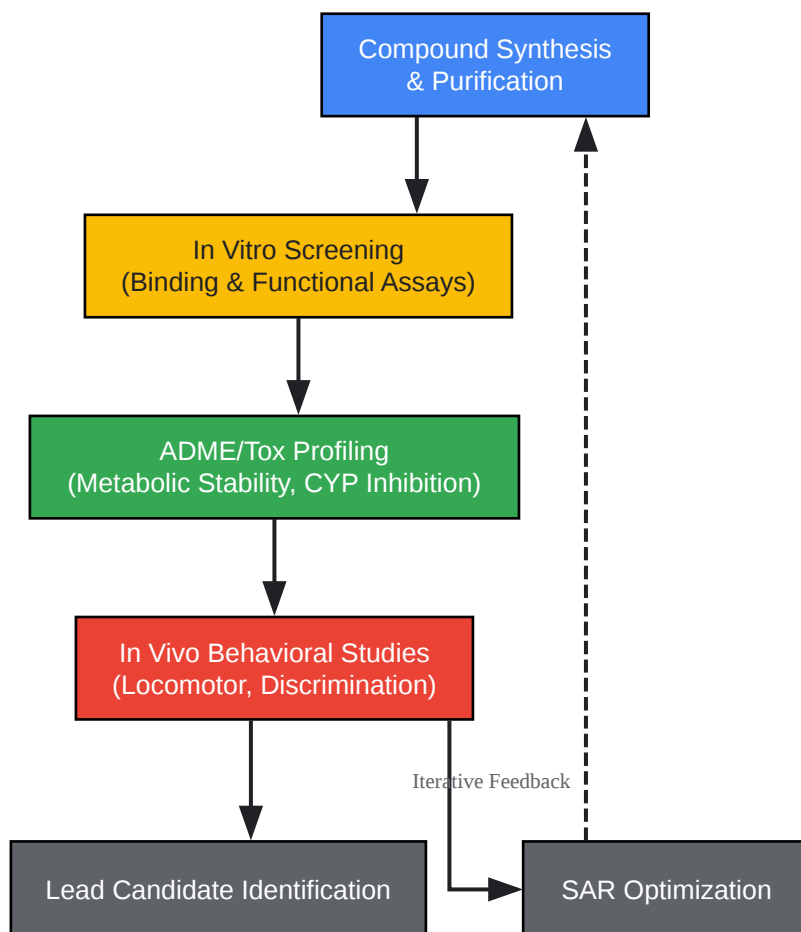 Compound Synthesis
& Purification
In Vitro Screening
(Binding & Functional Assays)
ADME/Tox Profiling
(Metabolic Stability, CYP Inhibition)
In Vivo Behavioral Studies
(Locomotor, Discrimination)
Iterative Feedback
Lead Candidate Identification
SAR Optimization